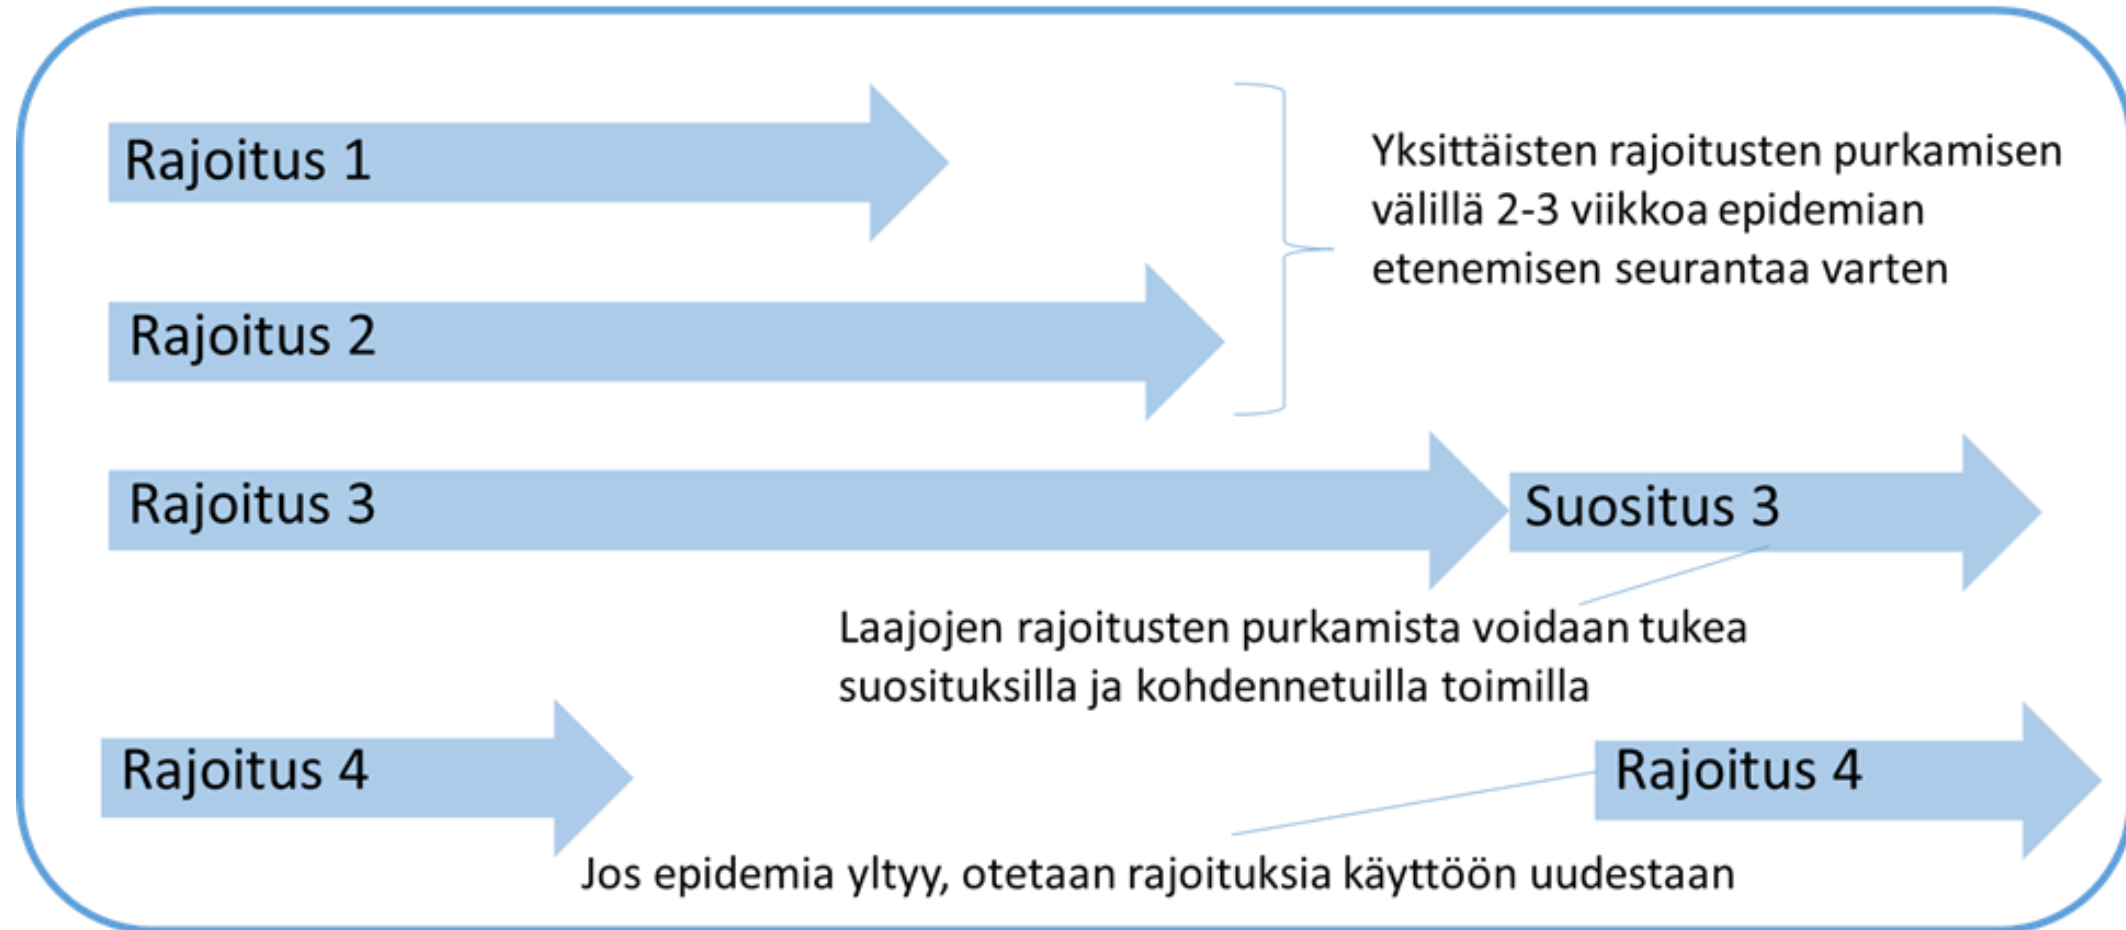 Rajoitus 1
Yksittäisten rajoitusten purkamisen
välillä 2-3 viikkoa epidemian
etenemisen seurantaa varten
Rajoitus 2
Rajoitus 3
Suositus 3
Laajojen rajoitusten purkamista voidaan tukea
suosituksilla ja kohdennetuilla toimilla
Rajoitus 4
Rajoitus 4
Jos epidemia yltyy, otetaan rajoituksia käyttöön uudestaan